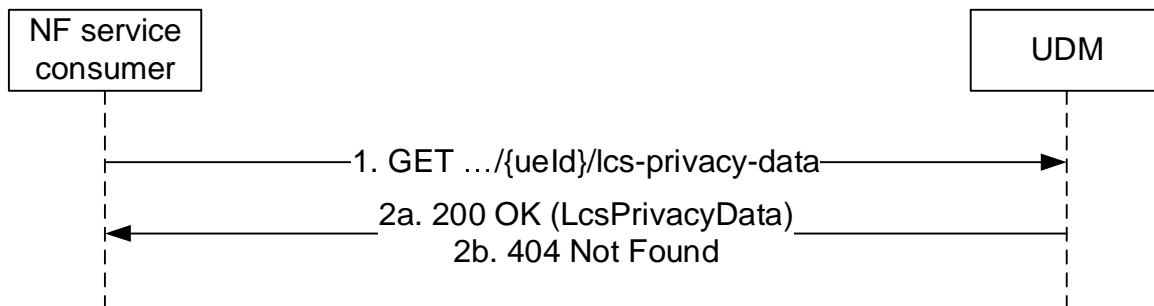 NF service
consumer
UDM
1. GET …/{ueId}/lcs-privacy-data
2a. 200 OK (LcsPrivacyData)
2b. 404 Not Found